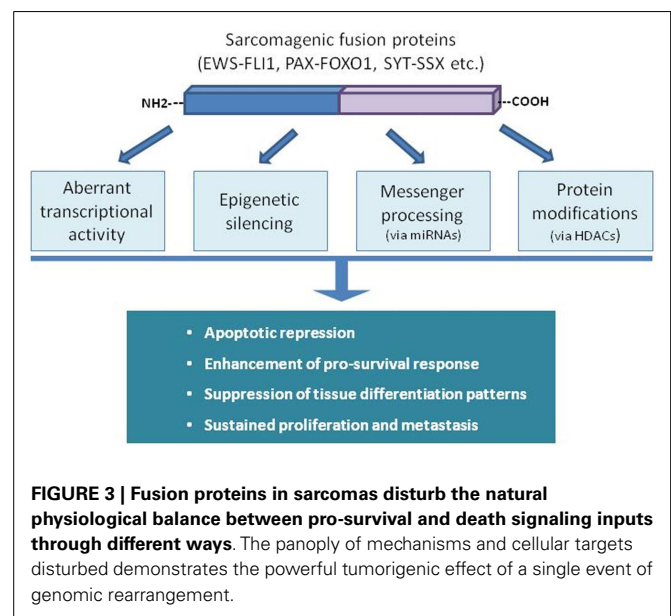 Sarcomagenic fusion proteins
(EWS-FLI1, PAX-FOXO1, SYT-SSX etc.)
NH2--- ---COOH
Aberrant
transcriptional
activity
Epigenetic
silencing
Messenger
processing
(via miRNAs)
Protein
modifications
(via HDACs)
▪ Apoptotic repression
▪ Enhancement of pro-survival response
▪ Suppression of tissue differentiation patterns
▪ Sustained proliferation and metastasis
FIGURE 3 | Fusion proteins in sarcomas disturb the natural
physiological balance between pro-survival and death signaling inputs
through different ways. The panoply of mechanisms and cellular targets
disturbed demonstrates the powerful tumorigenic effect of a single event of
genomic rearrangement.